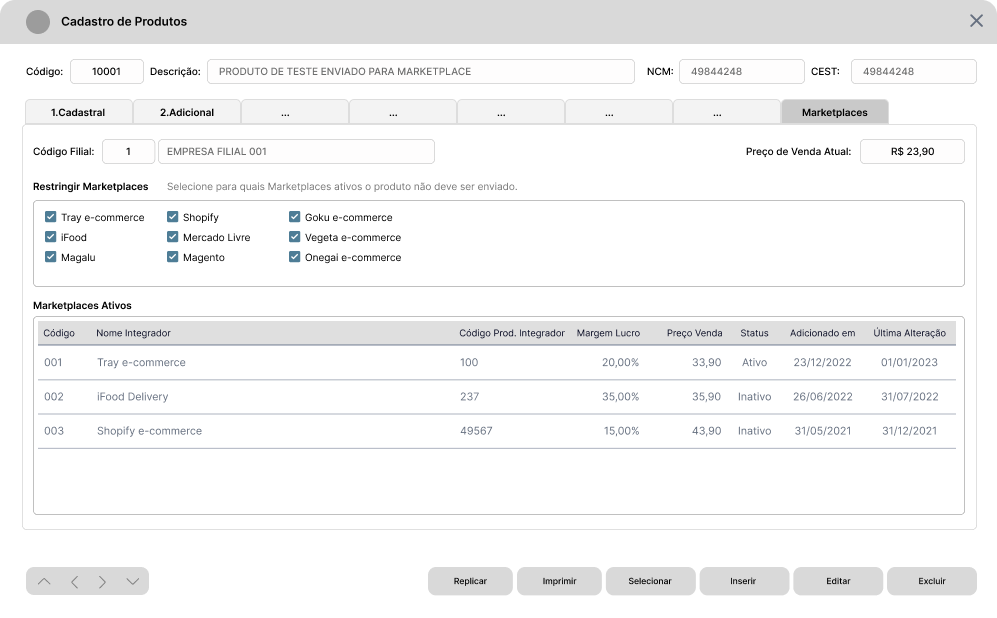 Cadastro de Produtos
Código: 10001 Descrição: PRODUTO DE TESTE ENVIADO PARA MARKETPLACE NCM: 49844248 CEST: 49844248
1.Cadastral 2.Adicional ... ... ... ... ... Marketplaces
Código Filial: 1 EMPRESA FILIAL 001 Preço de Venda Atual: R$ 23,90
Restringir Marketplaces Selecione para quais Marketplaces ativos o produto não deve ser enviado.
Tray e-commerce Shopify Goku e-commerce
iFood Mercado Livre Vegeta e-commerce
Magalu Magento Onegai e-commerce
Marketplaces Ativos
Código Nome Integrador Código Prod. Integrador Margem Lucro Preço Venda Status Adicionado em Última Alteração
001 Tray e-commerce 100 20,00% 33,90 Ativo 23/12/2022 01/01/2023
002 iFood Delivery 237 35,00% 35,90 Inativo 26/06/2022 31/07/2022
003 Shopify e-commerce 49567 15,00% 43,90 Inativo 31/05/2021 31/12/2021
Replicar Imprimir Selecionar Inserir Editar Excluir